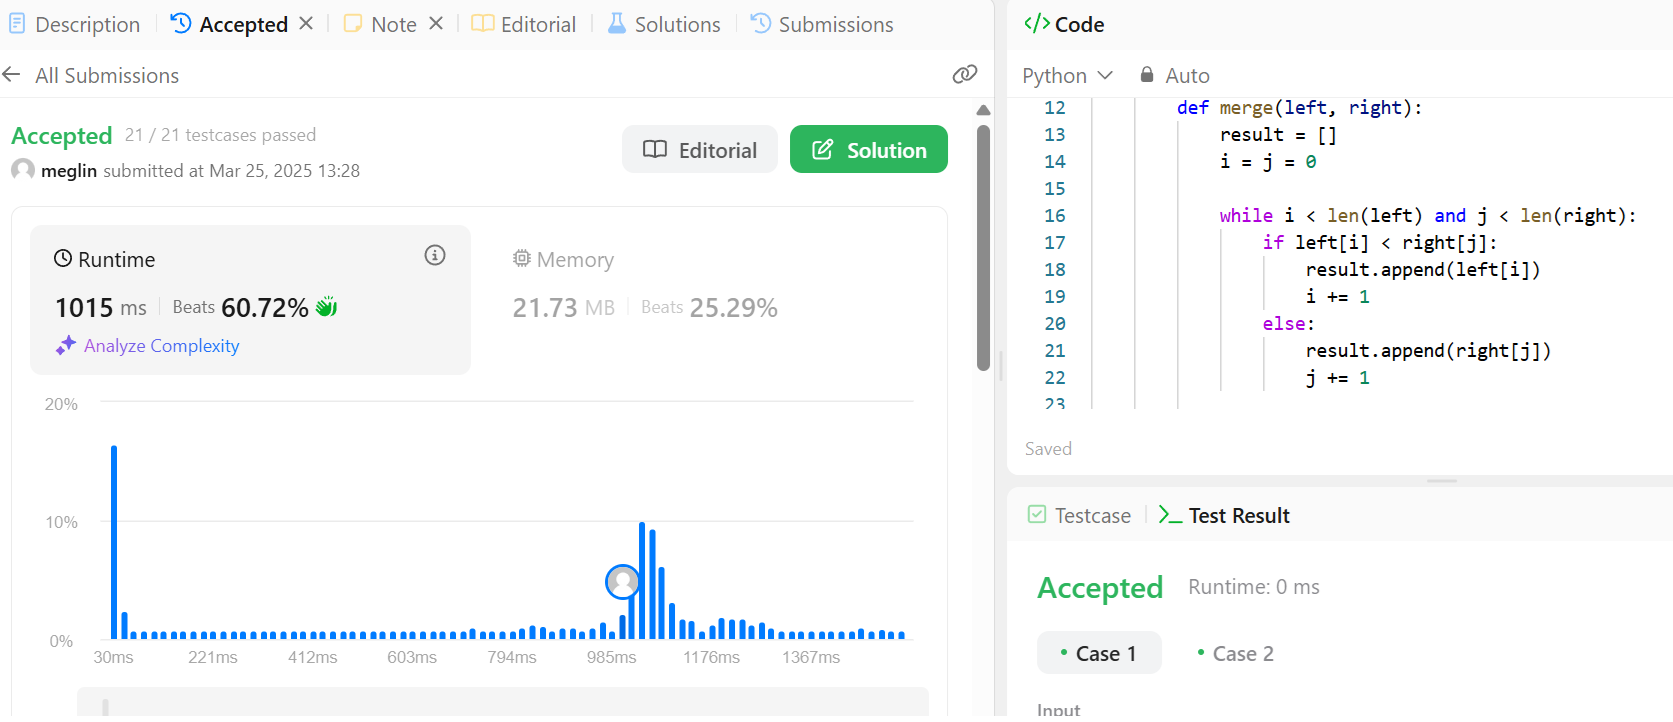 Description
Accepted
Note
Editorial
Solutions
Submissions
All Submissions
Accepted 21 / 21 testcases passed
meglin submitted at Mar 25, 2025 13:28
Editorial
Solution
Runtime
1015 ms Beats 60.72%
Analyze Complexity
Memory
21.73 MB Beats 25.29%
20%
10%
0%
30ms 221ms 412ms 603ms 794ms 985ms 1176ms 1367ms
</> Code
Python Auto
12 def merge(left, right):
13 result = []
14 i = j = 0
15
16 while i < len(left) and j < len(right):
17 if left[i] < right[j]:
18 result.append(left[i])
19 i += 1
20 else:
21 result.append(right[j])
22 j += 1
23
Saved
Testcase
Test Result
Accepted Runtime: 0 ms
• Case 1 • Case 2
Input